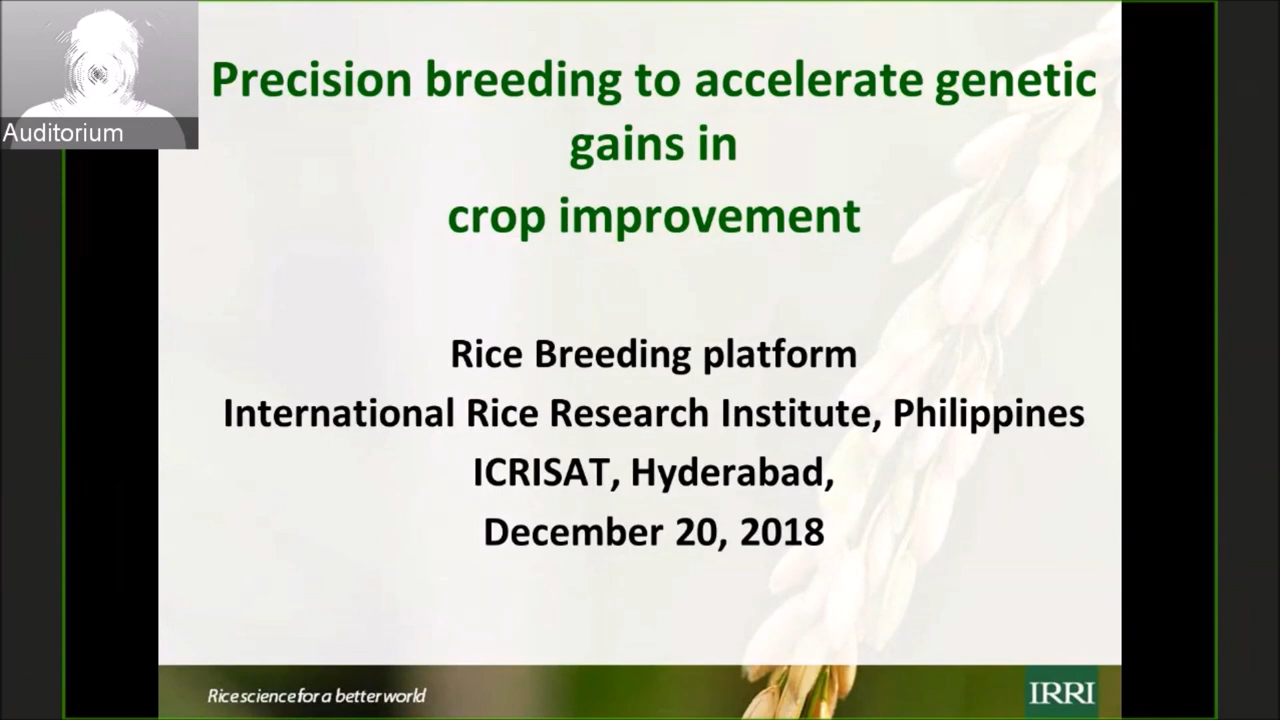 Auditorium
Precision breeding to accelerate genetic
gains in
crop improvement
Rice Breeding platform
International Rice Research Institute, Philippines
ICRISAT, Hyderabad,
December 20, 2018
Rice science for a better world
IRRI